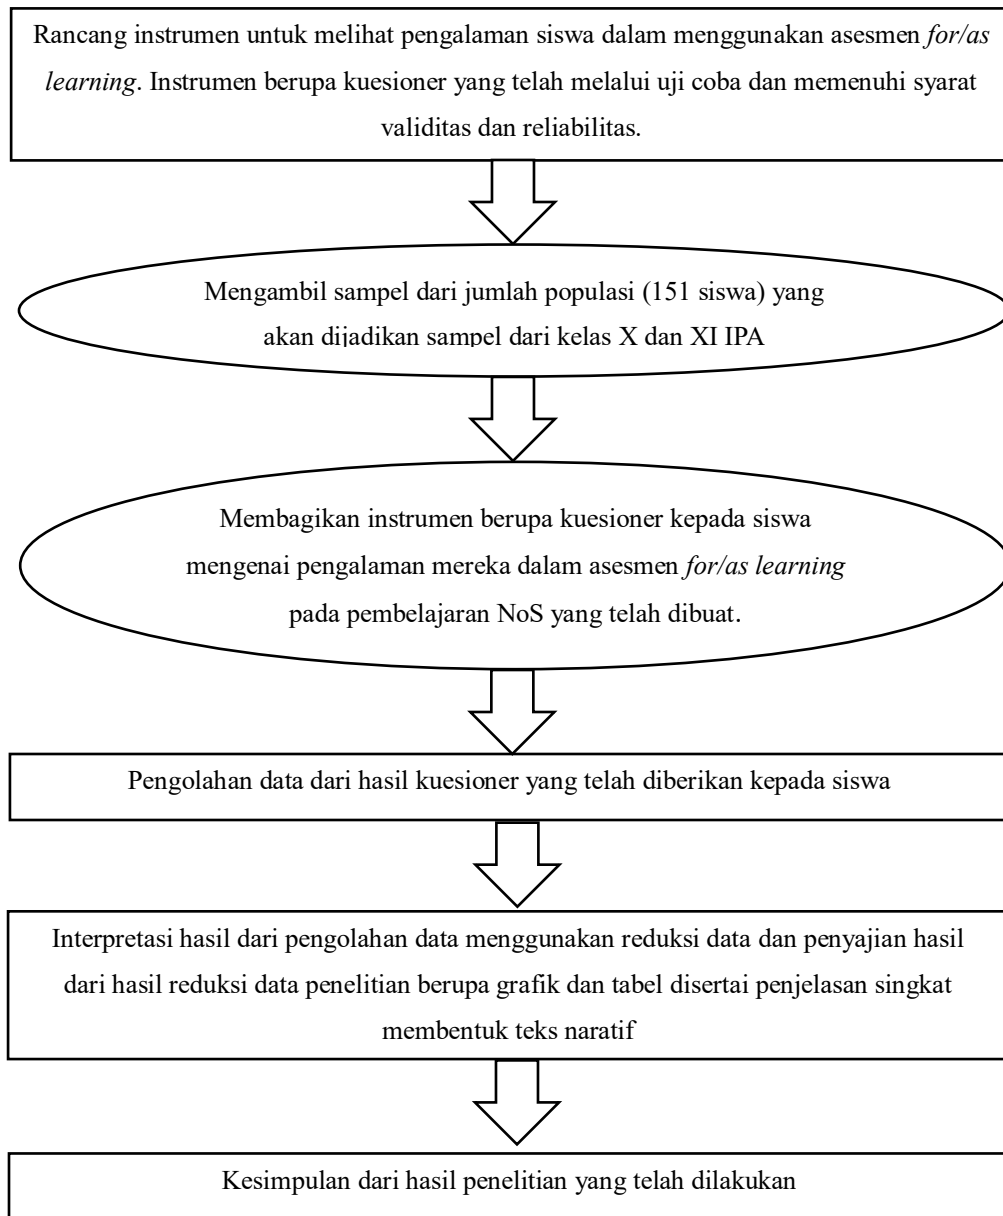 Rancang instrumen untuk melihat pengalaman siswa dalam menggunakan asesmen for/as
learning. Instrumen berupa kuesioner yang telah melalui uji coba dan memenuhi syarat
validitas dan reliabilitas.
Mengambil sampel dari jumlah populasi (151 siswa) yang
akan dijadikan sampel dari kelas X dan XI IPA
Membagikan instrumen berupa kuesioner kepada siswa
mengenai pengalaman mereka dalam asesmen for/as learning
pada pembelajaran NoS yang telah dibuat.
Pengolahan data dari hasil kuesioner yang telah diberikan kepada siswa
Interpretasi hasil dari pengolahan data menggunakan reduksi data dan penyajian hasil
dari hasil reduksi data penelitian berupa grafik dan tabel disertai penjelasan singkat
membentuk teks naratif
Kesimpulan dari hasil penelitian yang telah dilakukan